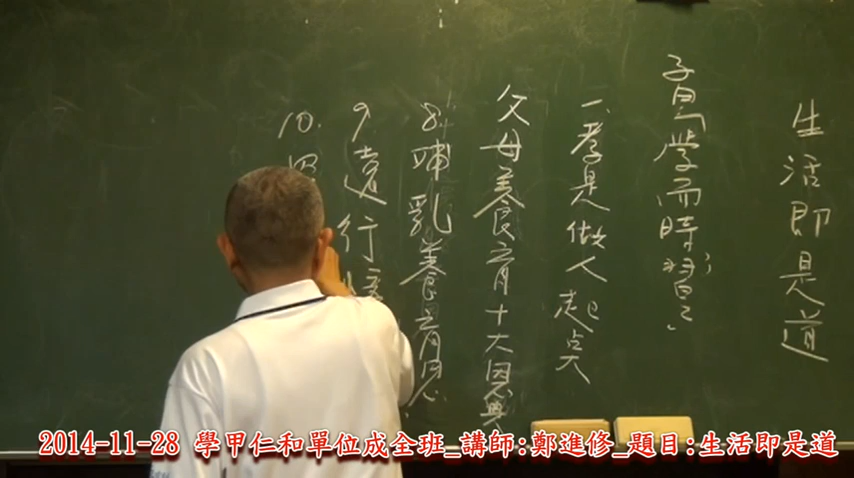 生活即是道
子曰「學而時習之」
一、孝是做人起点
父母養育十大恩典
8.哺乳養育恩
9.遠行
10.恩
2014-11-28 學甲仁和單位成全班_講師:鄭進修_題目:生活即是道